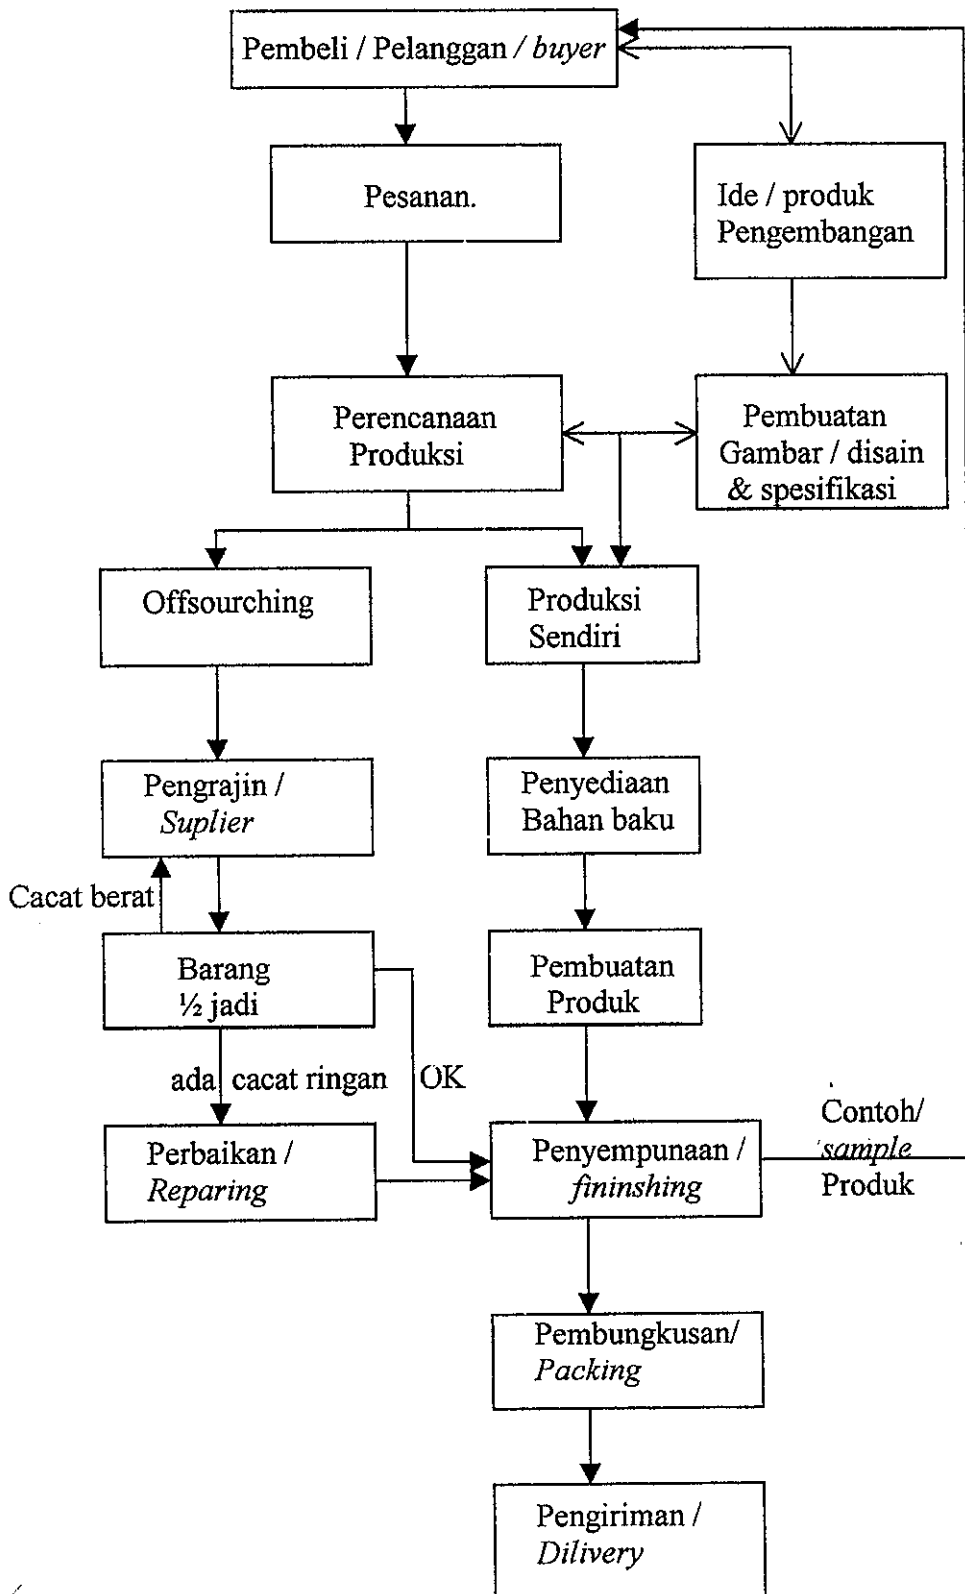 Pembeli / Pelanggan / buyer
Pesanan.
Ide / produk
Pengembangan
Perencanaan
Produksi
Pembuatan
Gambar / disain
& spesifikasi
Offsourching
Produksi
Sendiri
Pengrajin /
Suplier
Penyediaan
Bahan baku
Cacat berat
Barang
½ jadi
Pembuatan
Produk
ada cacat ringan
OK
Contoh/
sample
Produk
Perbaikan /
Reparing
Penyempunaan /
fininshing
Pembungkusan/
Packing
Pengiriman /
Dilivery